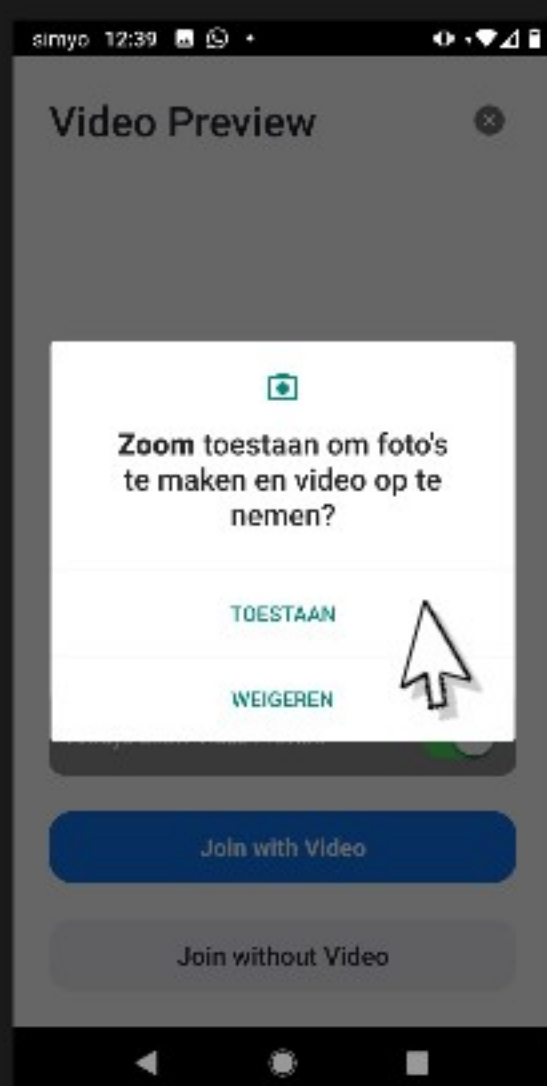 simyo 12:39
Video Preview
Zoom toestaan om foto's
te maken en video op te
nemen?
TOESTAAN
WEIGEREN
Join with Video
Join without Video